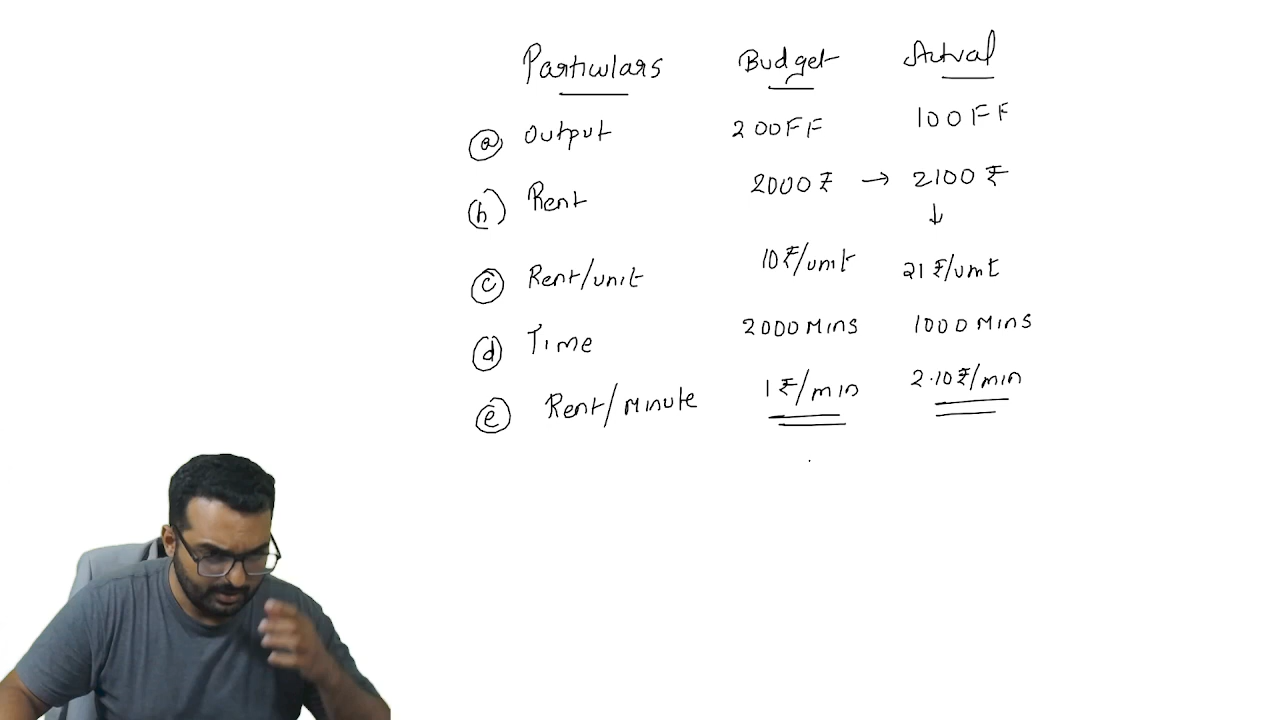 Particulars Budget Actual
(a) Output 200FF 100FF
(b) Rent 2000₹ → 2100₹
↓
(c) Rent/unit 10₹/unit 21₹/unit
(d) Time 2000 Mins 1000 Mins
(e) Rent/Minute 1₹/min 2.10₹/min